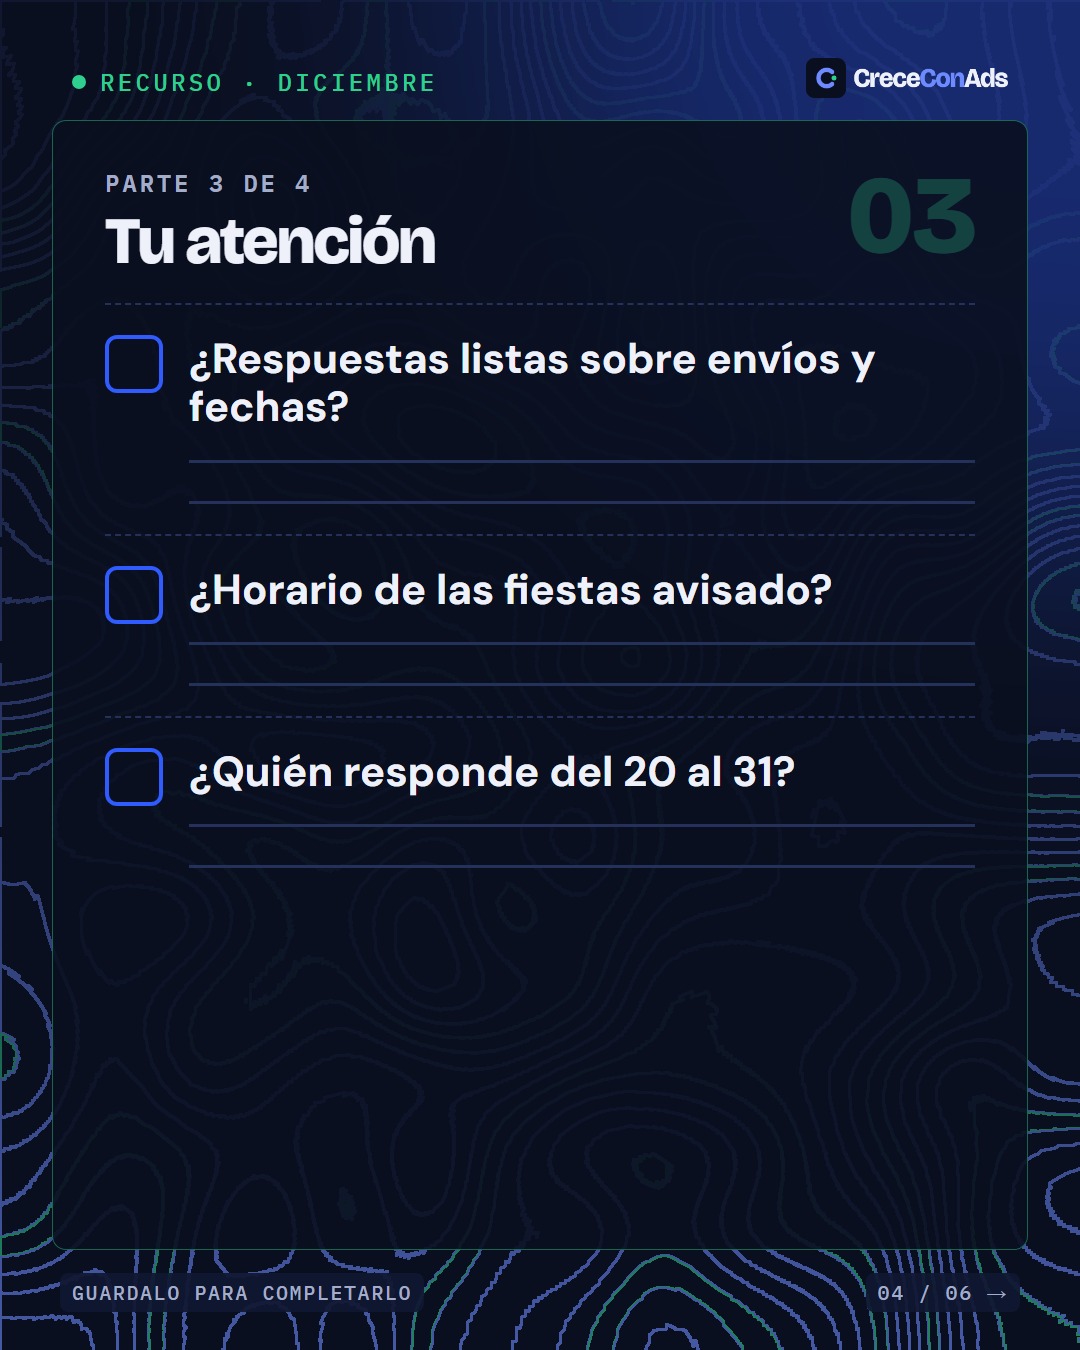 RECURSO · DICIEMBRE
CreceConAds
PARTE 3 DE 4
03
Tu atención
¿Respuestas listas sobre envíos y
fechas?
¿Horario de las fiestas avisado?
¿Quién responde del 20 al 31?
GUARDALO PARA COMPLETARLO
04 / 06 →